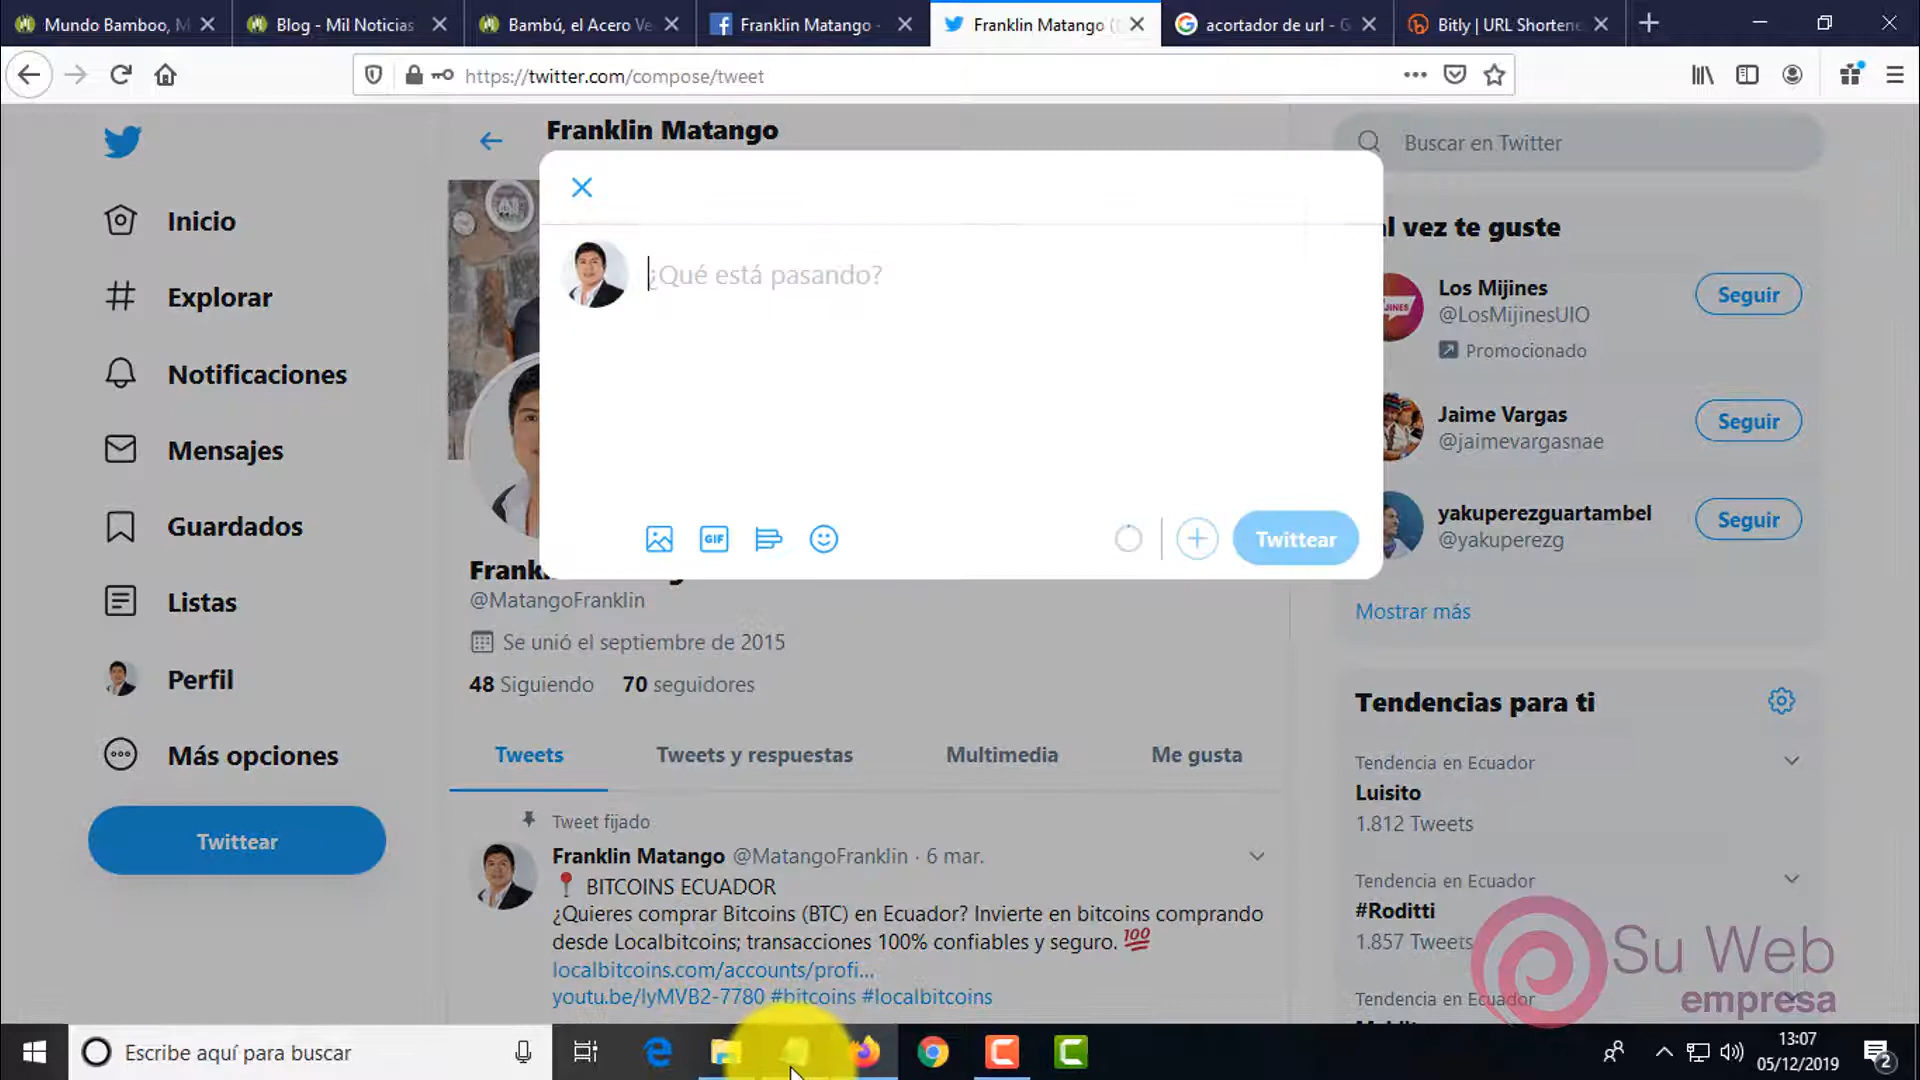 Mundo Bamboo, M
Blog - Mil Noticias
Bambú, el Acero Ve
Franklin Matango -
Franklin Matango (
acortador de url - G
Bitly | URL Shortene
https://twitter.com/compose/tweet
Franklin Matango
Buscar en Twitter
¿Qué está pasando?
Inicio
Explorar
Notificaciones
Mensajes
Guardados
Listas
Perfil
Más opciones
Twittear
GIF
Twittear
@MatangoFranklin
Se unió el septiembre de 2015
48 Siguiendo 70 seguidores
Tweets
Tweets y respuestas
Multimedia
Me gusta
Tweet fijado
Franklin Matango @MatangoFranklin · 6 mar.
BITCOINS ECUADOR
¿Quieres comprar Bitcoins (BTC) en Ecuador? Invierte en bitcoins comprando
desde Localbitcoins; transacciones 100% confiables y seguro. 💯
localbitcoins.com/accounts/profi...
youtu.be/lyMVB2-7780 #bitcoins #localbitcoins
al vez te guste
Los Mijines
@LosMijinesUIO
Promocionado
Seguir
Jaime Vargas
@jaimevargasnae
Seguir
yakuperezguartambel
@yakuperezg
Seguir
Mostrar más
Tendencias para ti
Tendencia en Ecuador
Luisito
1.812 Tweets
Tendencia en Ecuador
#Roditti
1.857 Tweets
Tendencia en Ecuador
Su Web
empresa
Escribe aquí para buscar
13:07
05/12/2019
2